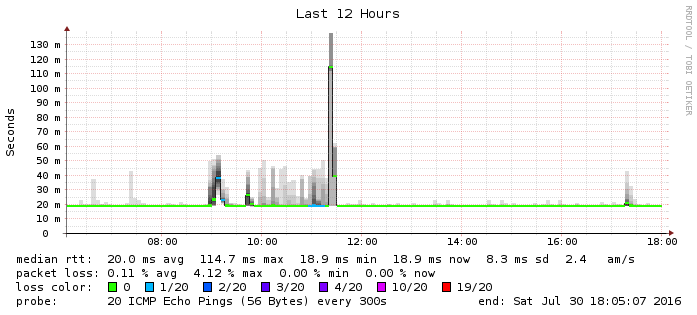 Last 12 Hours
RRDTOOL / TOBI OETIKER
Seconds
130 m
120 m
110 m
100 m
90 m
80 m
70 m
60 m
50 m
40 m
30 m
20 m
10 m
0
08:00 10:00 12:00 14:00 16:00 18:00
median rtt: 20.0 ms avg 114.7 ms max 18.9 ms min 18.9 ms now 8.3 ms sd 2.4 am/s
packet loss: 0.11 % avg 4.12 % max 0.00 % min 0.00 % now
loss color: 0 1/20 2/20 3/20 4/20 10/20 19/20
probe: 20 ICMP Echo Pings (56 Bytes) every 300s end: Sat Jul 30 18:05:07 2016